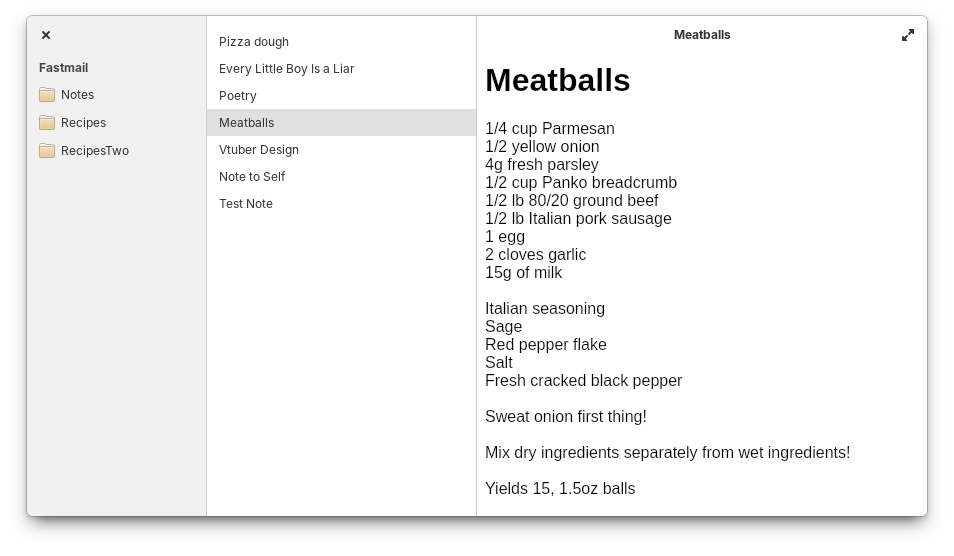 Fastmail
Notes
Recipes
RecipesTwo
Pizza dough
Every Little Boy Is a Liar
Poetry
Meatballs
Vtuber Design
Note to Self
Test Note
Meatballs
Meatballs
1/4 cup Parmesan
1/2 yellow onion
4g fresh parsley
1/2 cup Panko breadcrumb
1/2 lb 80/20 ground beef
1/2 lb Italian pork sausage
1 egg
2 cloves garlic
15g of milk
Italian seasoning
Sage
Red pepper flake
Salt
Fresh cracked black pepper
Sweat onion first thing!
Mix dry ingredients separately from wet ingredients!
Yields 15, 1.5oz balls